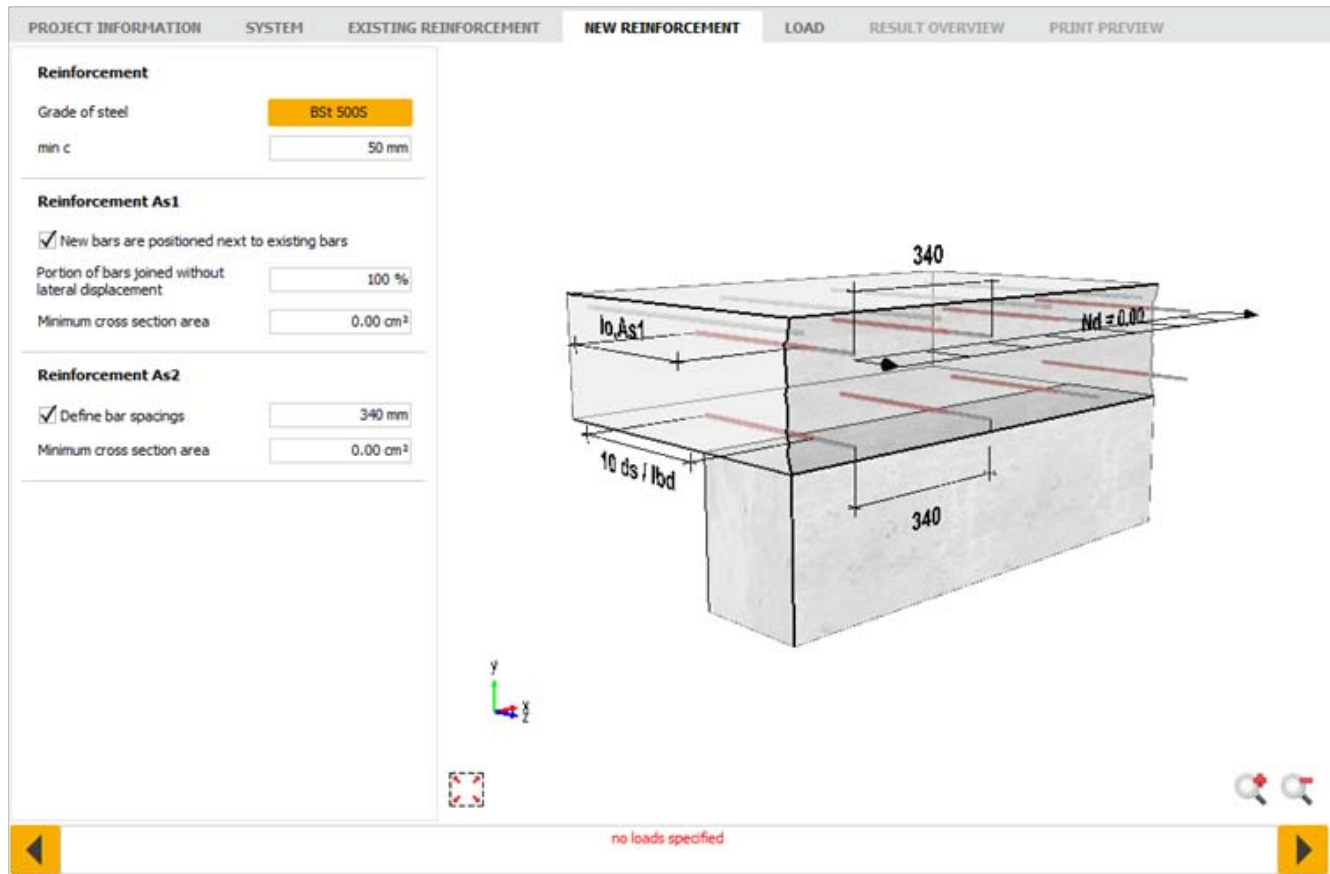 PROJECT INFORMATION SYSTEM EXISTING REINFORCEMENT NEW REINFORCEMENT LOAD RESULT OVERVIEW PRINT PREVIEW
Reinforcement
Grade of steel BSt 500S
min c 50 mm
Reinforcement As1
New bars are positioned next to existing bars
Portion of bars joined without
lateral displacement 100 %
Minimum cross section area 0.00 cm²
Reinforcement As2
Define bar spacings 340 mm
Minimum cross section area 0.00 cm²
340
lo,As1
Nd = 0.00
10 ds / lbd
340
y
x
z
no loads specified